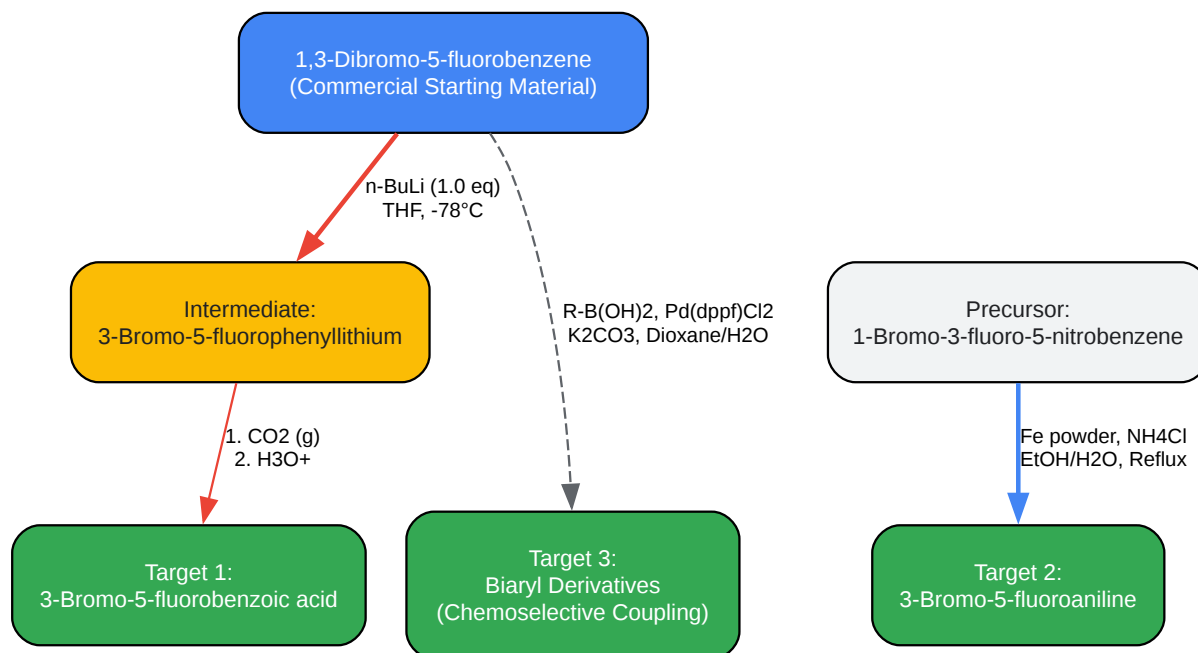 1,3-Dibromo-5-fluorobenzene
(Commercial Starting Material)
n-BuLi (1.0 eq)
THF, -78°C
Intermediate:
3-Bromo-5-fluorophenyllithium
R-B(OH)2, Pd(dppf)Cl2
K2CO3, Dioxane/H2O
Precursor:
1-Bromo-3-fluoro-5-nitrobenzene
1. CO2 (g)
2. H3O+
Fe powder, NH4Cl
EtOH/H2O, Reflux
Target 1:
3-Bromo-5-fluorobenzoic acid
Target 3:
Biaryl Derivatives
(Chemoselective Coupling)
Target 2:
3-Bromo-5-fluoroaniline